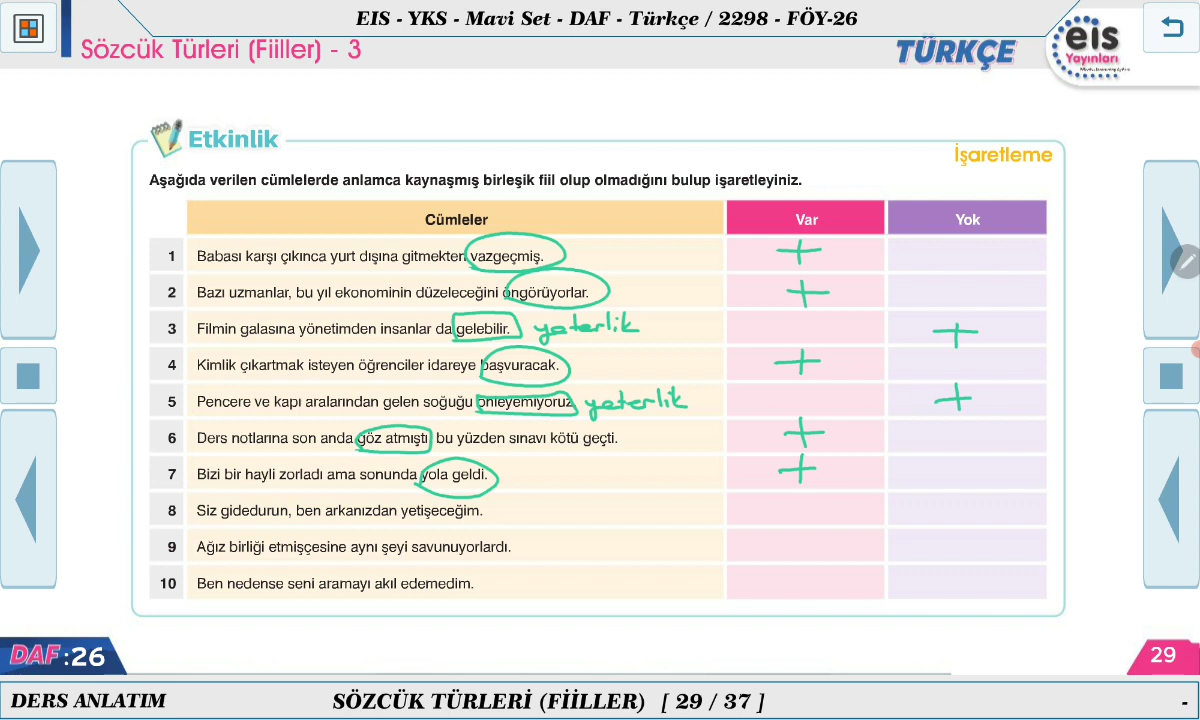 EIS - YKS - Mavi Set - DAF - Türkçe / 2298 - FÖY-26
Sözcük Türleri (Fiiller) - 3
TÜRKÇE
eis
Yayınları
Etkinlik
İşaretleme
Aşağıda verilen cümlelerde anlamca kaynaşmış birleşik fiil olup olmadığını bulup işaretleyiniz.
Cümleler Var Yok
1 Babası karşı çıkınca yurt dışına gitmekten vazgeçmiş. +
2 Bazı uzmanlar, bu yıl ekonominin düzeleceğini öngörüyorlar. +
3 Filmin galasına yönetimden insanlar da gelebilir. yeterlik +
4 Kimlik çıkartmak isteyen öğrenciler idareye başvuracak. +
5 Pencere ve kapı aralarından gelen soğuğu önleyemiyoruz. yeterlik +
6 Ders notlarına son anda göz atmıştı, bu yüzden sınavı kötü geçti. +
7 Bizi bir hayli zorladı ama sonunda yola geldi. +
8 Siz gidedurun, ben arkanızdan yetişeceğim.
9 Ağız birliği etmişçesine aynı şeyi savunuyorlardı.
10 Ben nedense seni aramayı akıl edemedim.
DAF:26
29
DERS ANLATIM SÖZCÜK TÜRLERİ (FİİLLER) [ 29 / 37 ] -